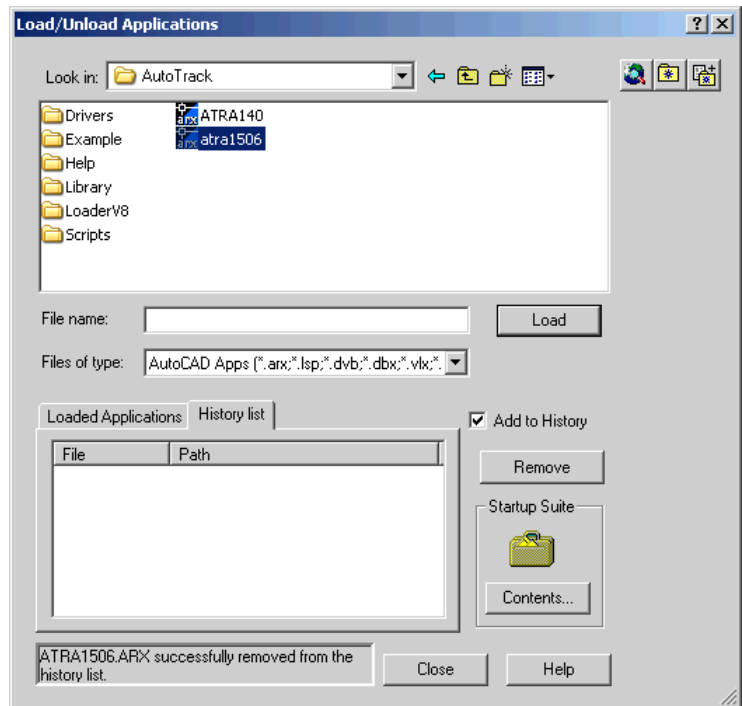 Load/Unload Applications
Look in: AutoTrack
Drivers
Example
Help
Library
LoaderV8
Scripts
ATRA140
atra1506
File name:
Load
Files of type: AutoCAD Apps (*.arx;*.lsp;*.dvb;*.dbx;*.vlx;*.
Loaded Applications History list
Add to History
File Path
Remove
Startup Suite
Contents...
ATRA1506.ARX successfully removed from the
history list.
Close Help